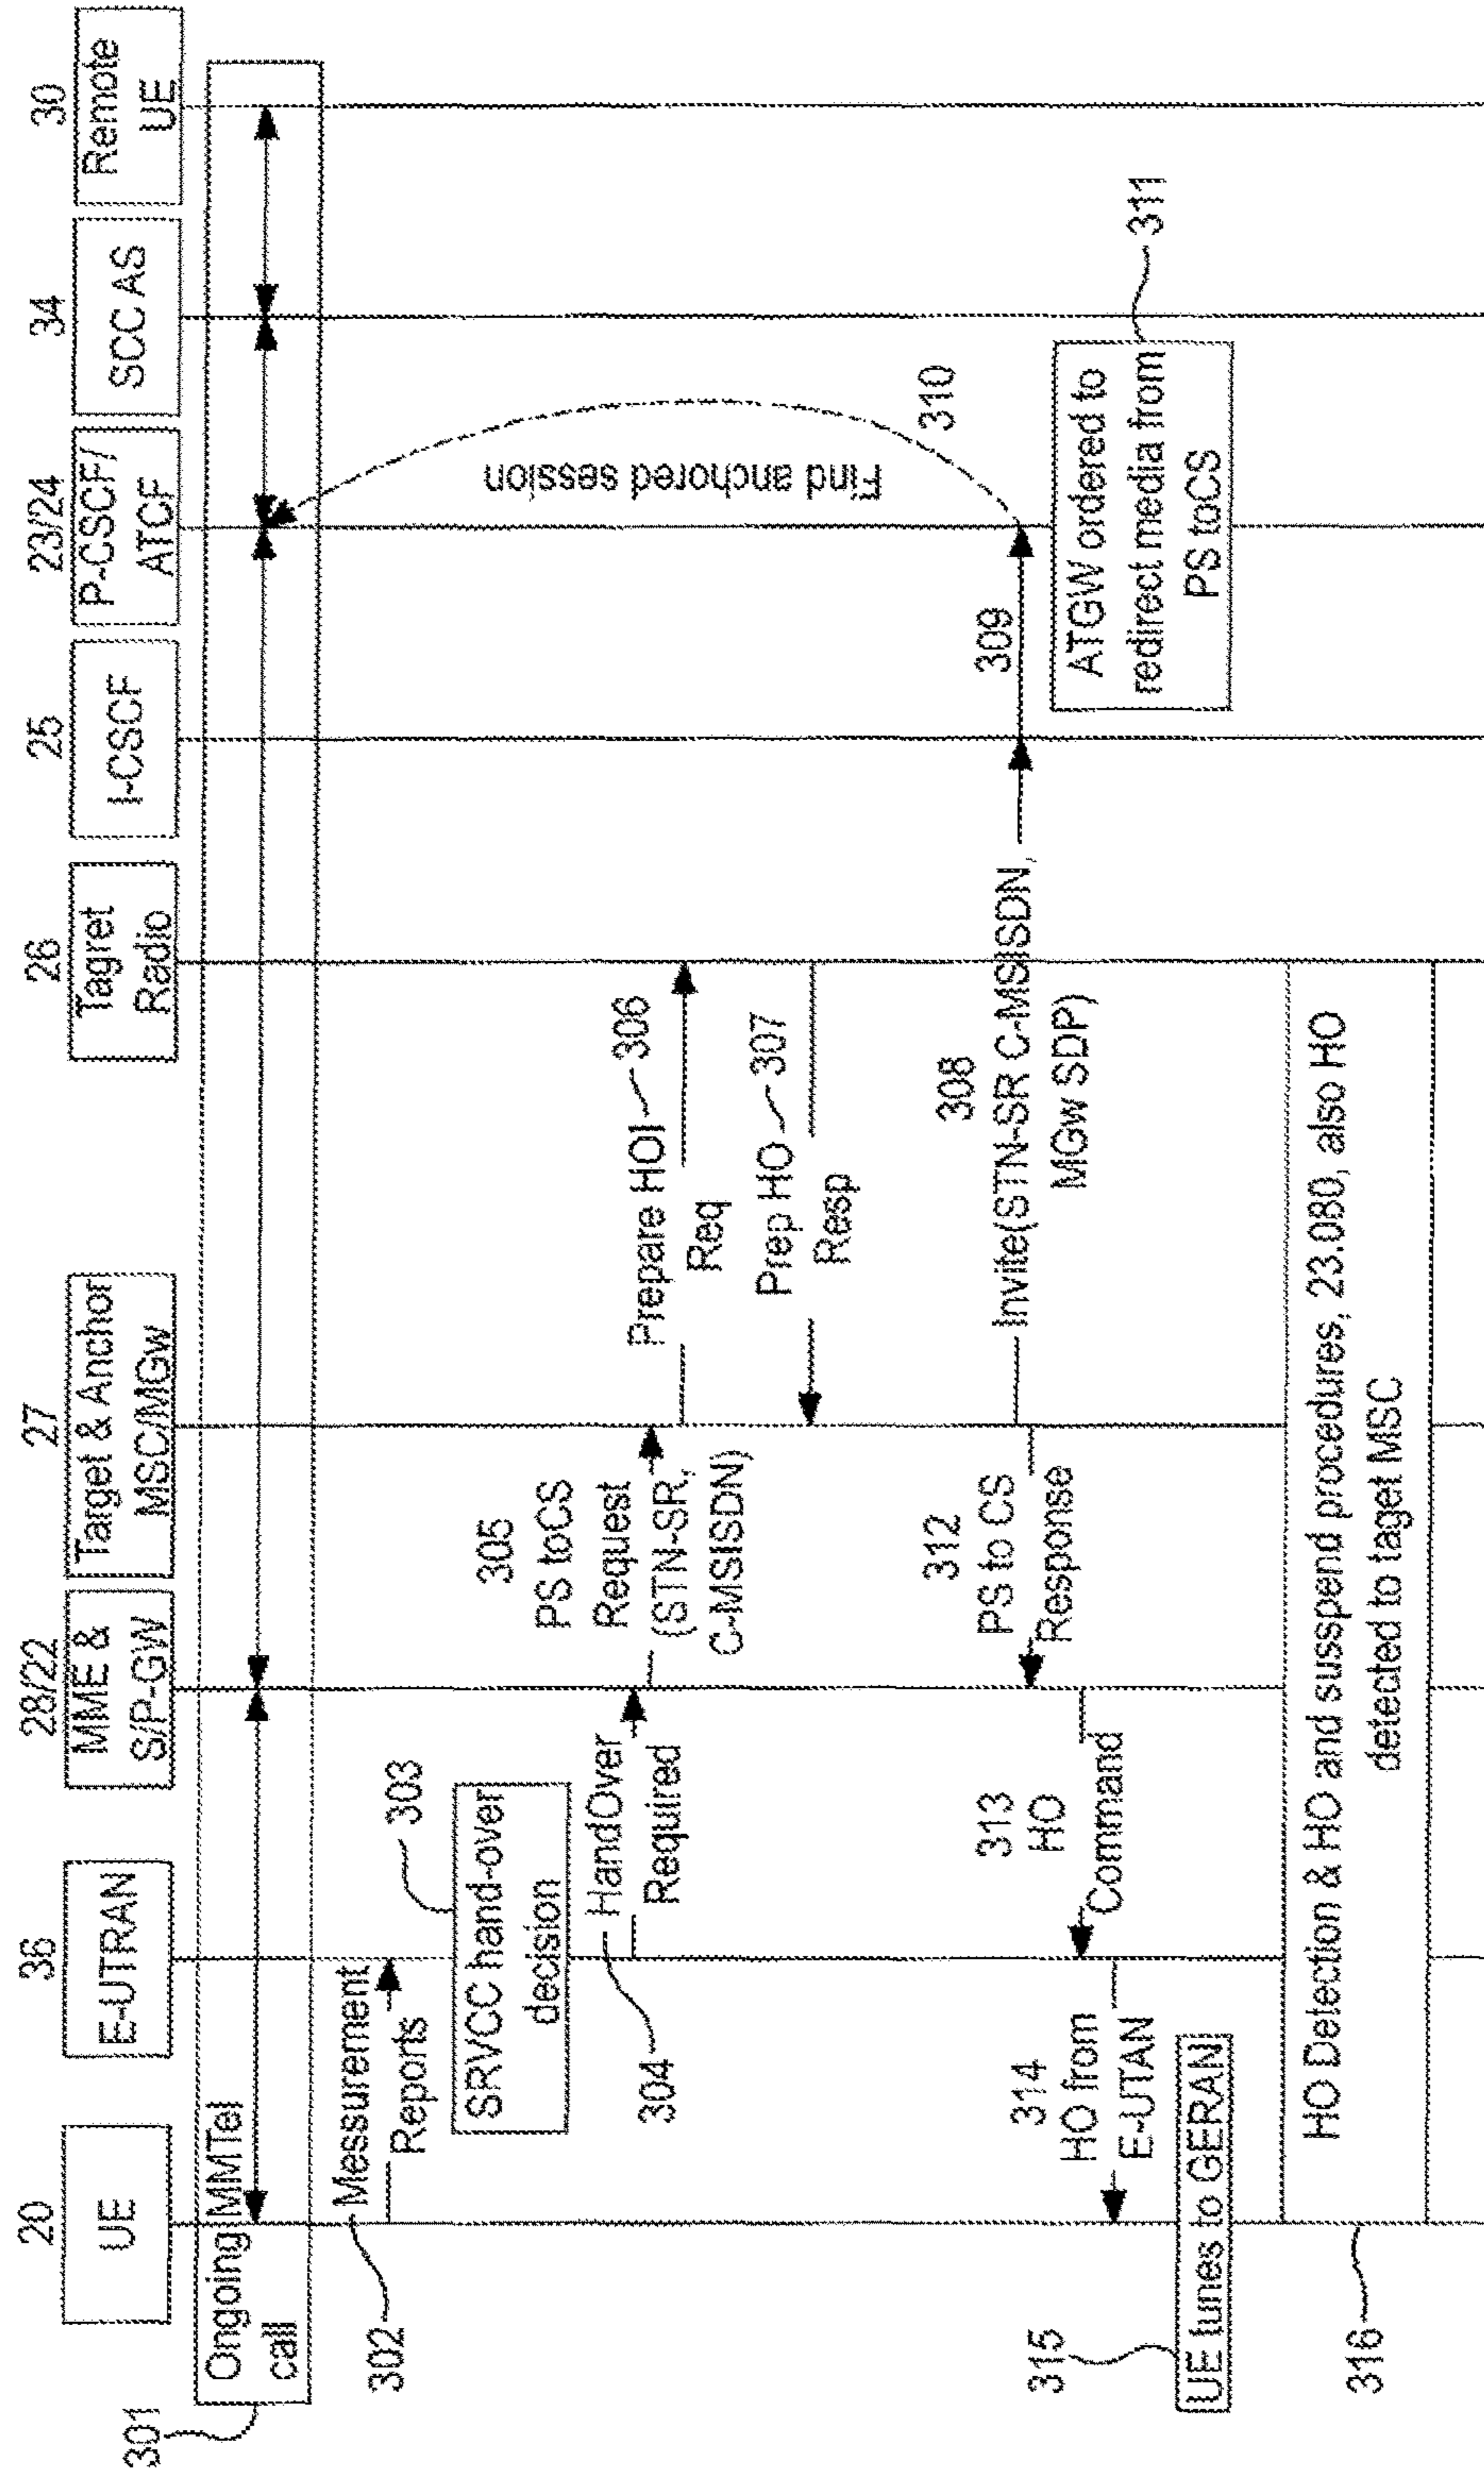 20
UE
36
E-UTRAN
28/22
MME &
S/P-GW
27
Target & Anchor
MSC/MGw
26
Tagret
Radio
25
I-CSCF
23/24
P-CSCF/
ATCF
34
SCC AS
30
Remote
UE
301
Ongoing MMTel
call
302
Messurement
Reports
303
SRVCC hand-over
decision
304
HandOver
Required
305
PS toCS
Request
(STN-SR,
C-MSISDN)
Prepare HOI
306
Req
Prep HO
307
Resp
308
Invite(STN-SR C-MSISDN,
MGw SDP)
309
310
Find anchored session
ATGW ordered to
redirect media from
PS toCS
311
312
PS to CS
Response
313
HO
Command
314
HO from
E-UTAN
315
UE tunes to GERAN
HO Detection & HO and susspend procedures, 23.080, also HO
detected to taget MSC
316